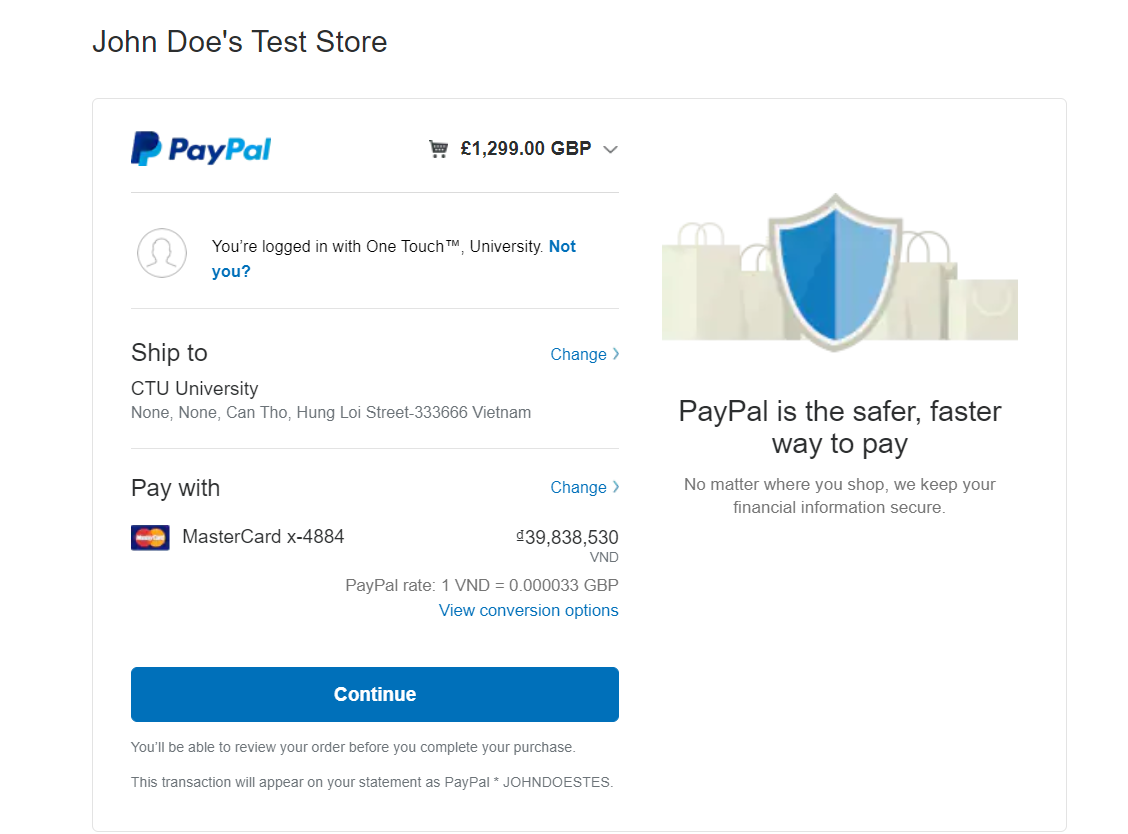 John Doe's Test Store
PayPal
£1,299.00 GBP
You’re logged in with One Touch™, University. Not
you?
Ship to
Change
CTU University
None, None, Can Tho, Hung Loi Street-333666 Vietnam
Pay with
Change
MasterCard
MasterCard x-4884
₫39,838,530
VND
PayPal rate: 1 VND = 0.000033 GBP
View conversion options
Continue
You’ll be able to review your order before you complete your purchase.
This transaction will appear on your statement as PayPal * JOHNDOESTES.
PayPal is the safer, faster
way to pay
No matter where you shop, we keep your
financial information secure.